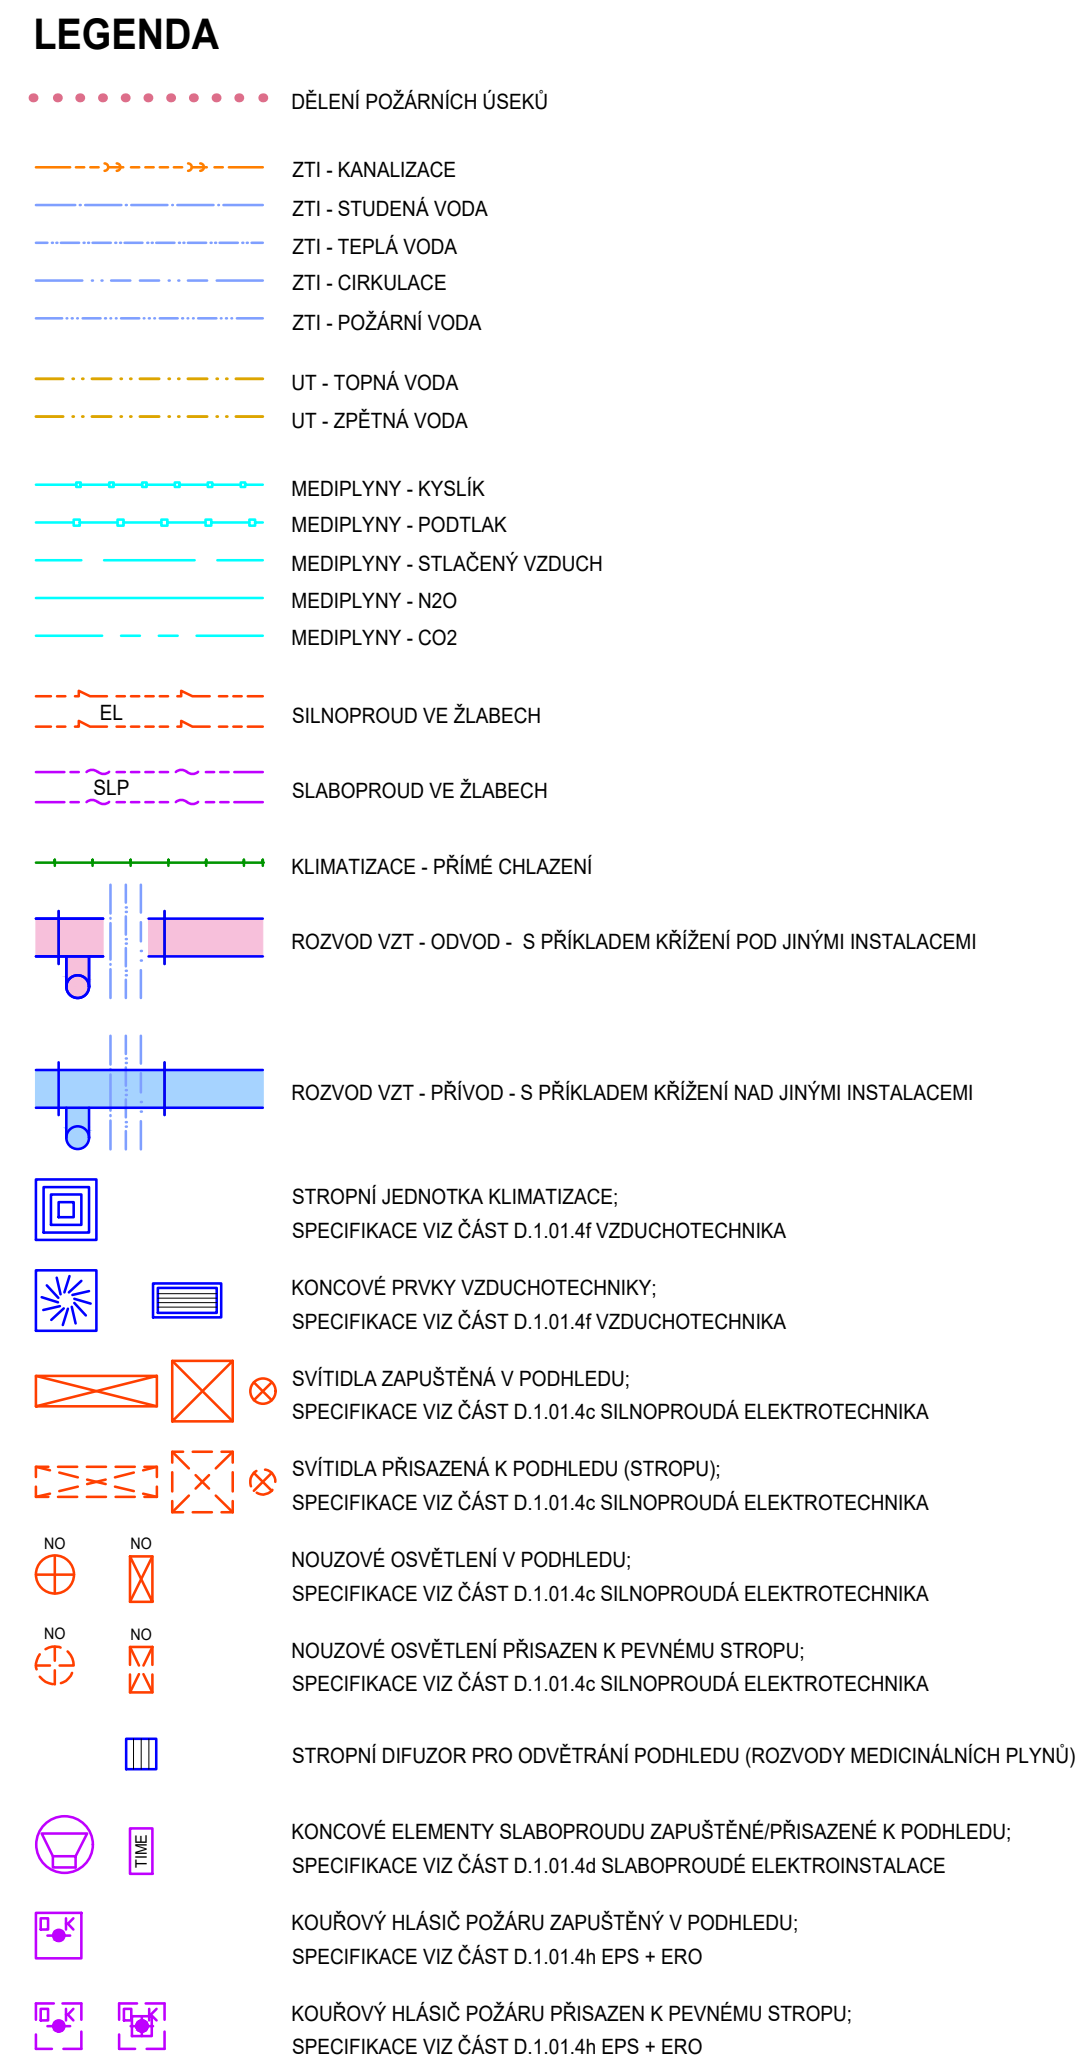 LEGENDA
DĚLENÍ POŽÁRNÍCH ÚSEKŮ
ZTI - KANALIZACE
ZTI - STUDENÁ VODA
ZTI - TEPLÁ VODA
ZTI - CIRKULACE
ZTI - POŽÁRNÍ VODA
UT - TOPNÁ VODA
UT - ZPĚTNÁ VODA
MEDIPLYNY - KYSLÍK
MEDIPLYNY - PODTLAK
MEDIPLYNY - STLAČENÝ VZDUCH
MEDIPLYNY - N2O
MEDIPLYNY - CO2
EL
SILNOPROUD VE ŽLABECH
SLP
SLABOPROUD VE ŽLABECH
KLIMATIZACE - PŘÍMÉ CHLAZENÍ
ROZVOD VZT - ODVOD - S PŘÍKLADEM KŘÍŽENÍ POD JINÝMI INSTALACEMI
ROZVOD VZT - PŘÍVOD - S PŘÍKLADEM KŘÍŽENÍ NAD JINÝMI INSTALACEMI
STROPNÍ JEDNOTKA KLIMATIZACE;
SPECIFIKACE VIZ ČÁST D.1.01.4f VZDUCHOTECHNIKA
KONCOVÉ PRVKY VZDUCHOTECHNIKY;
SPECIFIKACE VIZ ČÁST D.1.01.4f VZDUCHOTECHNIKA
SVÍTIDLA ZAPUŠTĚNÁ V PODHLEDU;
SPECIFIKACE VIZ ČÁST D.1.01.4c SILNOPROUDÁ ELEKTROTECHNIKA
SVÍTIDLA PŘISAZENÁ K PODHLEDU (STROPU);
SPECIFIKACE VIZ ČÁST D.1.01.4c SILNOPROUDÁ ELEKTROTECHNIKA
NO NO
NOUZOVÉ OSVĚTLENÍ V PODHLEDU;
SPECIFIKACE VIZ ČÁST D.1.01.4c SILNOPROUDÁ ELEKTROTECHNIKA
NO NO
NOUZOVÉ OSVĚTLENÍ PŘISAZEN K PEVNÉMU STROPU;
SPECIFIKACE VIZ ČÁST D.1.01.4c SILNOPROUDÁ ELEKTROTECHNIKA
STROPNÍ DIFUZOR PRO ODVĚTRÁNÍ PODHLEDU (ROZVODY MEDICINÁLNÍCH PLYNŮ)
TIME
KONCOVÉ ELEMENTY SLABOPROUDU ZAPUŠTĚNÉ/PŘISAZENÉ K PODHLEDU;
SPECIFIKACE VIZ ČÁST D.1.01.4d SLABOPROUDÉ ELEKTROINSTALACE
K
KOUŘOVÝ HLÁSIČ POŽÁRU ZAPUŠTĚNÝ V PODHLEDU;
SPECIFIKACE VIZ ČÁST D.1.01.4h EPS + ERO
K K
KOUŘOVÝ HLÁSIČ POŽÁRU PŘISAZEN K PEVNÉMU STROPU;
SPECIFIKACE VIZ ČÁST D.1.01.4h EPS + ERO